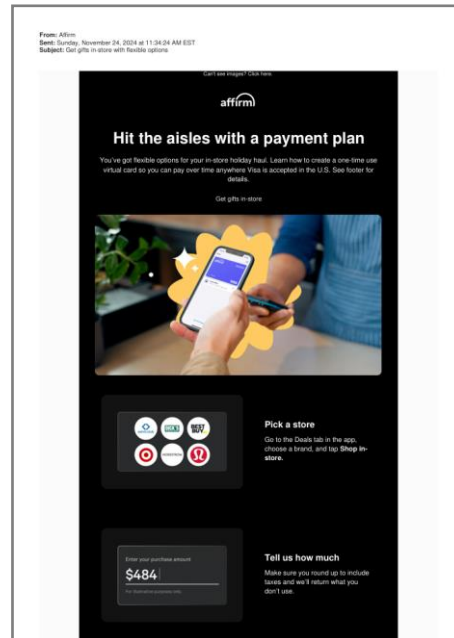 From: Affirm
Sent: Sunday, November 24, 2024 at 11:34:24 AM EST
Subject: Get gifts in-store with flexible options
Can't see images? Click here
affirm
Hit the aisles with a payment plan
You've got flexible options for your in-store holiday haul. Learn how to create a one-time use
virtual card so you can pay over time anywhere Visa is accepted in the U.S. See footer for
details.
Get gifts in-store
BEST
BUY
NORDSTROM
Pick a store
Go to the Deals tab in the app,
choose a brand, and tap Shop in-
store.
Enter your purchase amount
$484
For illustrative purposes only
Tell us how much
Make sure you round up to include
taxes and we'll return what you
don't use.